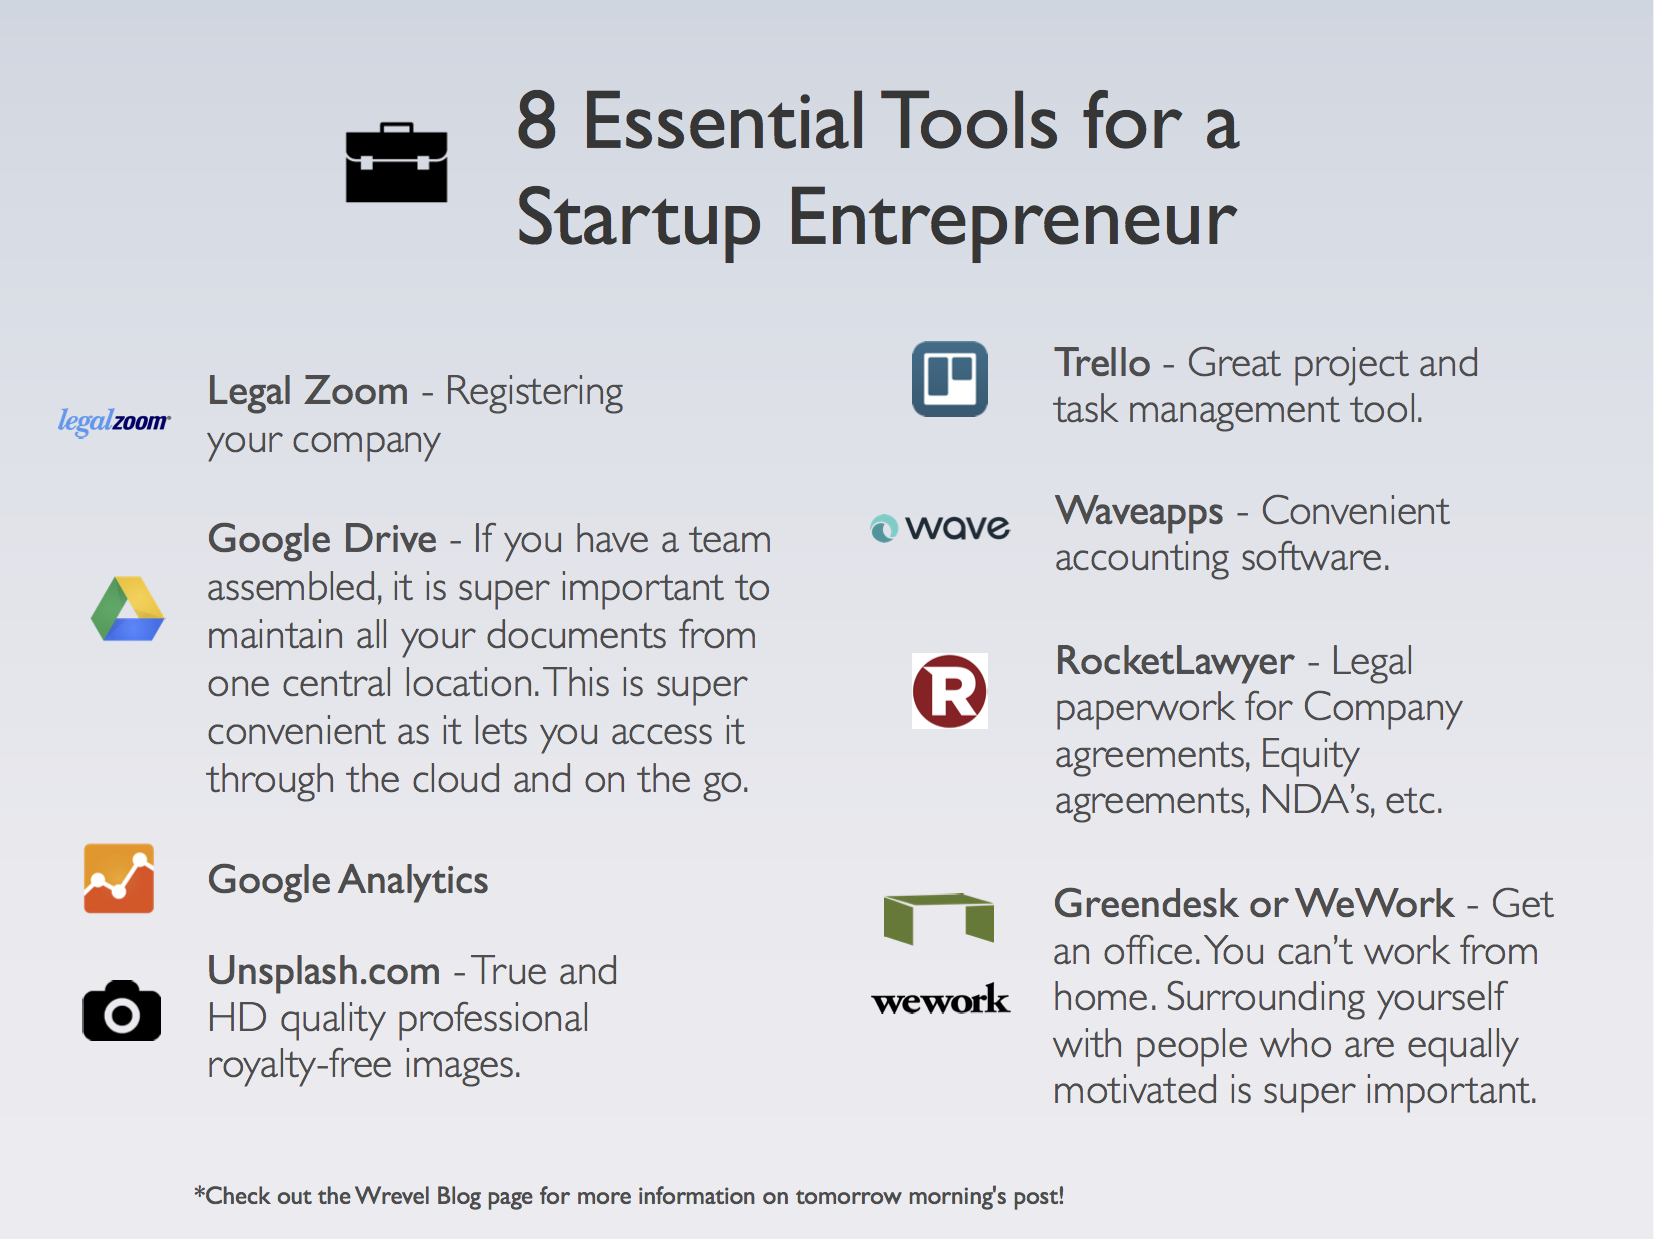 8 Essential Tools for a
Startup Entrepreneur
legalzoom
Legal Zoom - Registering
your company
Google Drive - If you have a team
assembled, it is super important to
maintain all your documents from
one central location. This is super
convenient as it lets you access it
through the cloud and on the go.
Google Analytics
Unsplash.com - True and
HD quality professional
royalty-free images.
Trello - Great project and
task management tool.
wave
Waveapps - Convenient
accounting software.
R
RocketLawyer - Legal
paperwork for Company
agreements, Equity
agreements, NDA's, etc.
wework
Greendesk or WeWork - Get
an office. You can't work from
home. Surrounding yourself
with people who are equally
motivated is super important.
*Check out the Wrevel Blog page for more information on tomorrow morning's post!